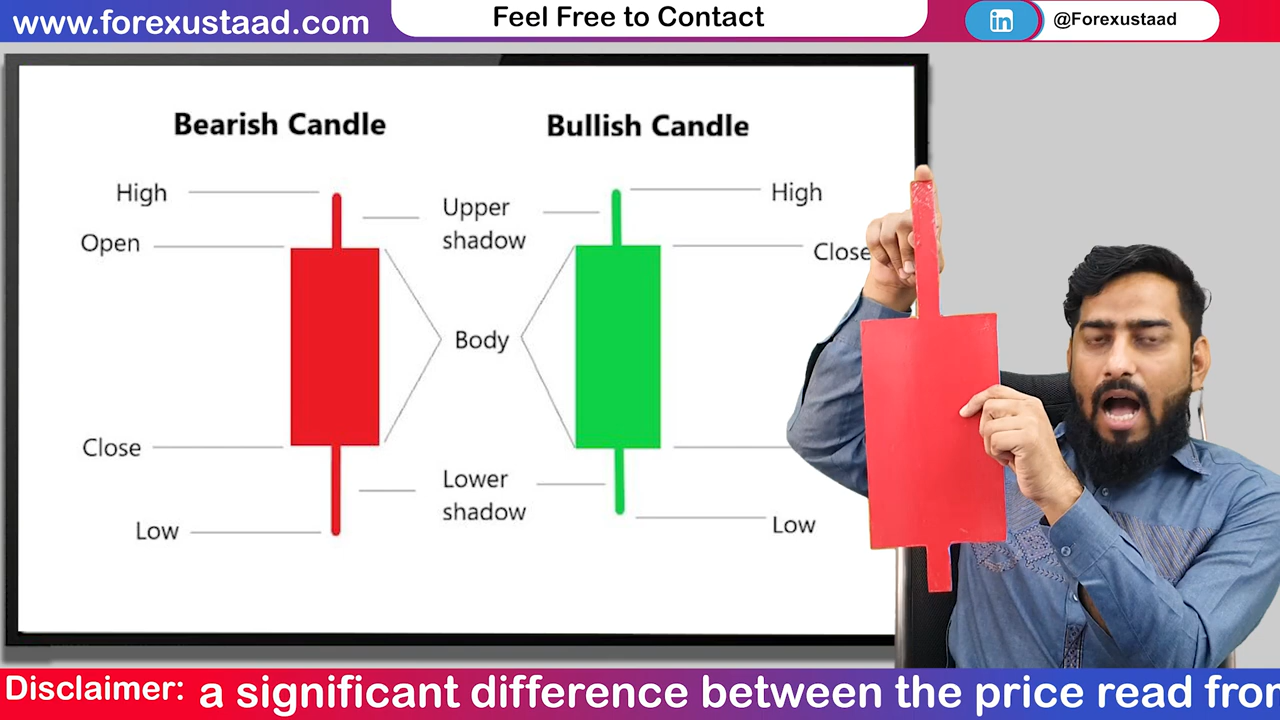 www.forexustaad.com
Feel Free to Contact
in
@Forexustaad
Bearish Candle
Bullish Candle
High
Open
Close
Low
Upper
shadow
Body
Lower
shadow
High
Close
Low
Disclaimer: a significant difference between the price read